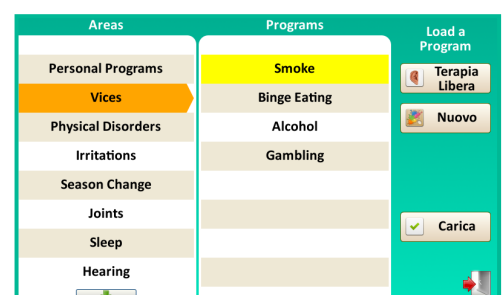 Areas
Personal Programs
Vices
Physical Disorders
Irritations
Season Change
Joints
Sleep
Hearing
Programs
Smoke
Binge Eating
Alcohol
Gambling
Load a
Program
Terapia
Libera
Nuovo
Carica